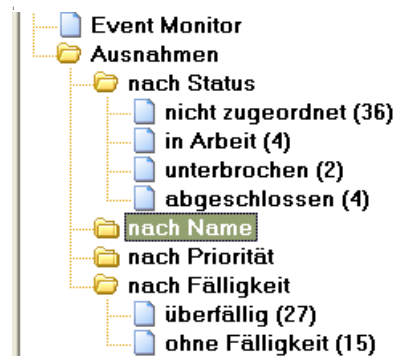 Event Monitor
Ausnahmen
nach Status
nicht zugeordnet (36)
in Arbeit (4)
unterbrochen (2)
abgeschlossen (4)
nach Name
nach Priorität
nach Fälligkeit
überfällig (27)
ohne Fälligkeit (15)